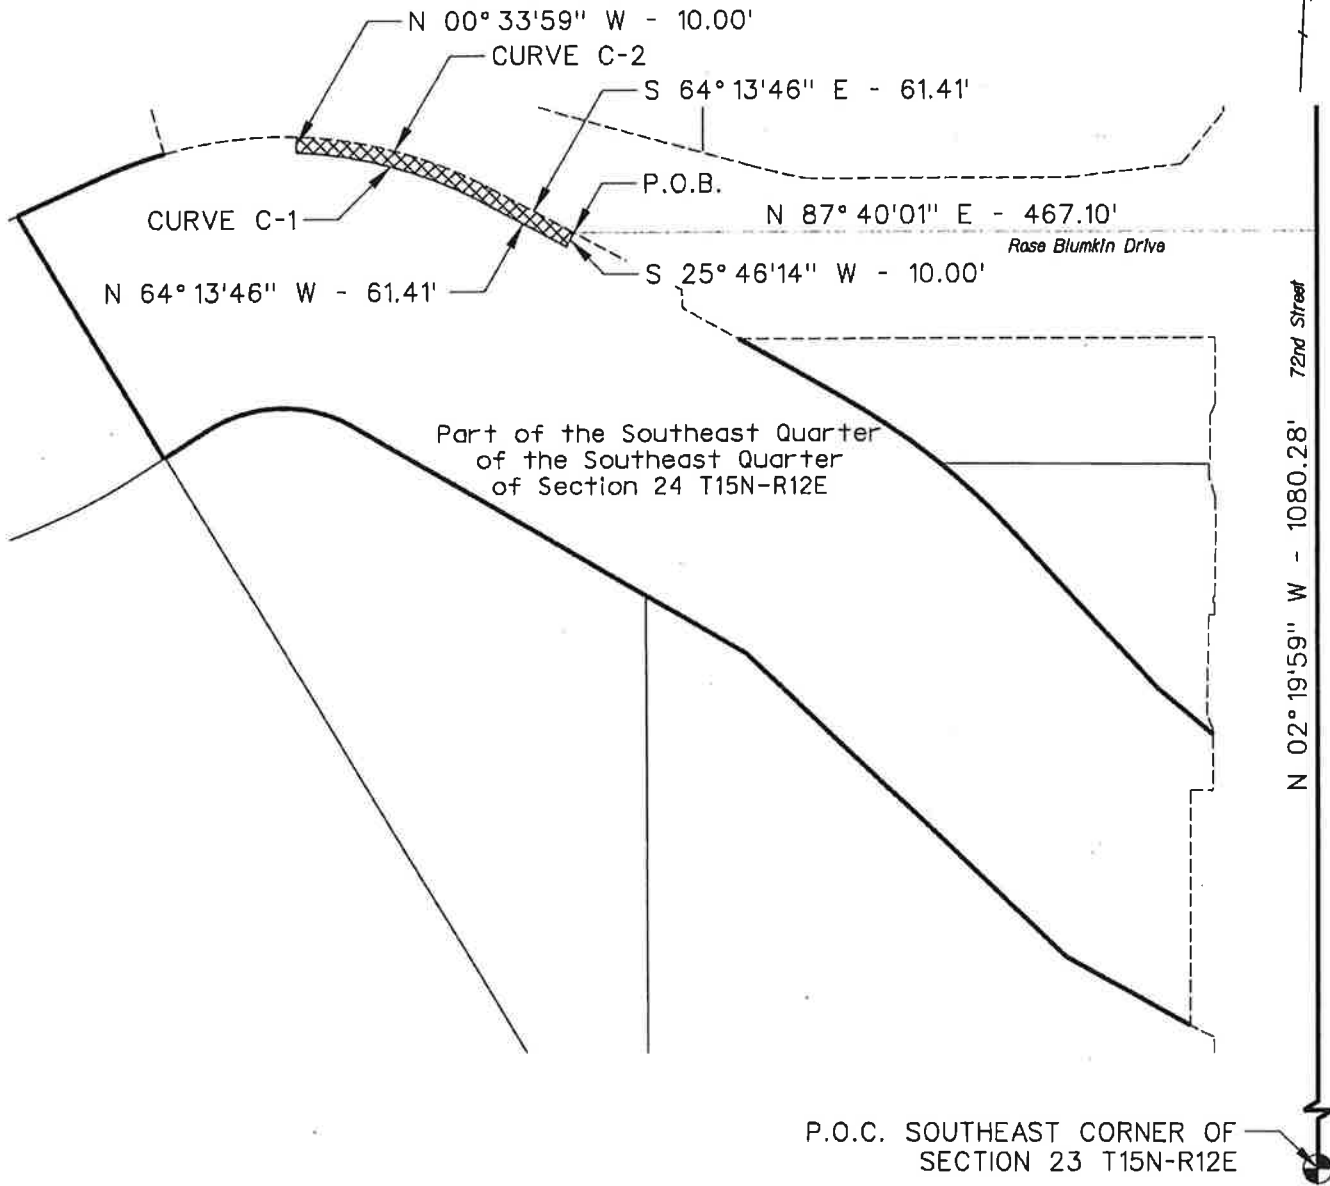 N 00°33'59" W - 10.00'
CURVE C-2
S 64°13'46" E - 61.41'
P.O.B.
CURVE C-1
N 87°40'01" E - 467.10'
Rose Blumkin Drive
S 25°46'14" W - 10.00'
N 64°13'46" W - 61.41'
72nd Street
Part of the Southeast Quarter
of the Southeast Quarter
of Section 24 T15N-R12E
N 02°19'59" W - 1080.28'
P.O.C. SOUTHEAST CORNER OF
SECTION 23 T15N-R12E